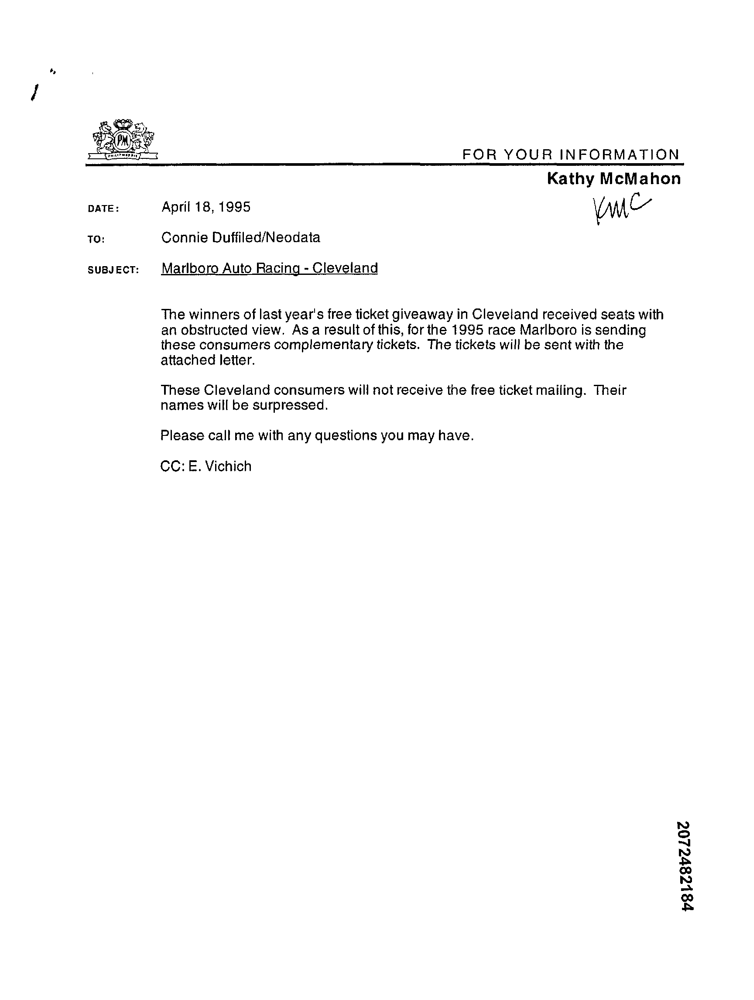 PM
FOR YOUR INFORMATION
Kathy McMahon
KMC
DATE: April 18, 1995
TO: Connie Duffiled/Neodata
SUBJECT: Marlboro Auto Racing - Cleveland
The winners of last year's free ticket giveaway in Cleveland received seats with
an obstructed view. As a result of this, for the 1995 race Marlboro is sending
these consumers complementary tickets. The tickets will be sent with the
attached letter.
These Cleveland consumers will not receive the free ticket mailing. Their
names will be surpressed.
Please call me with any questions you may have.
CC: E. Vichich
2072482184